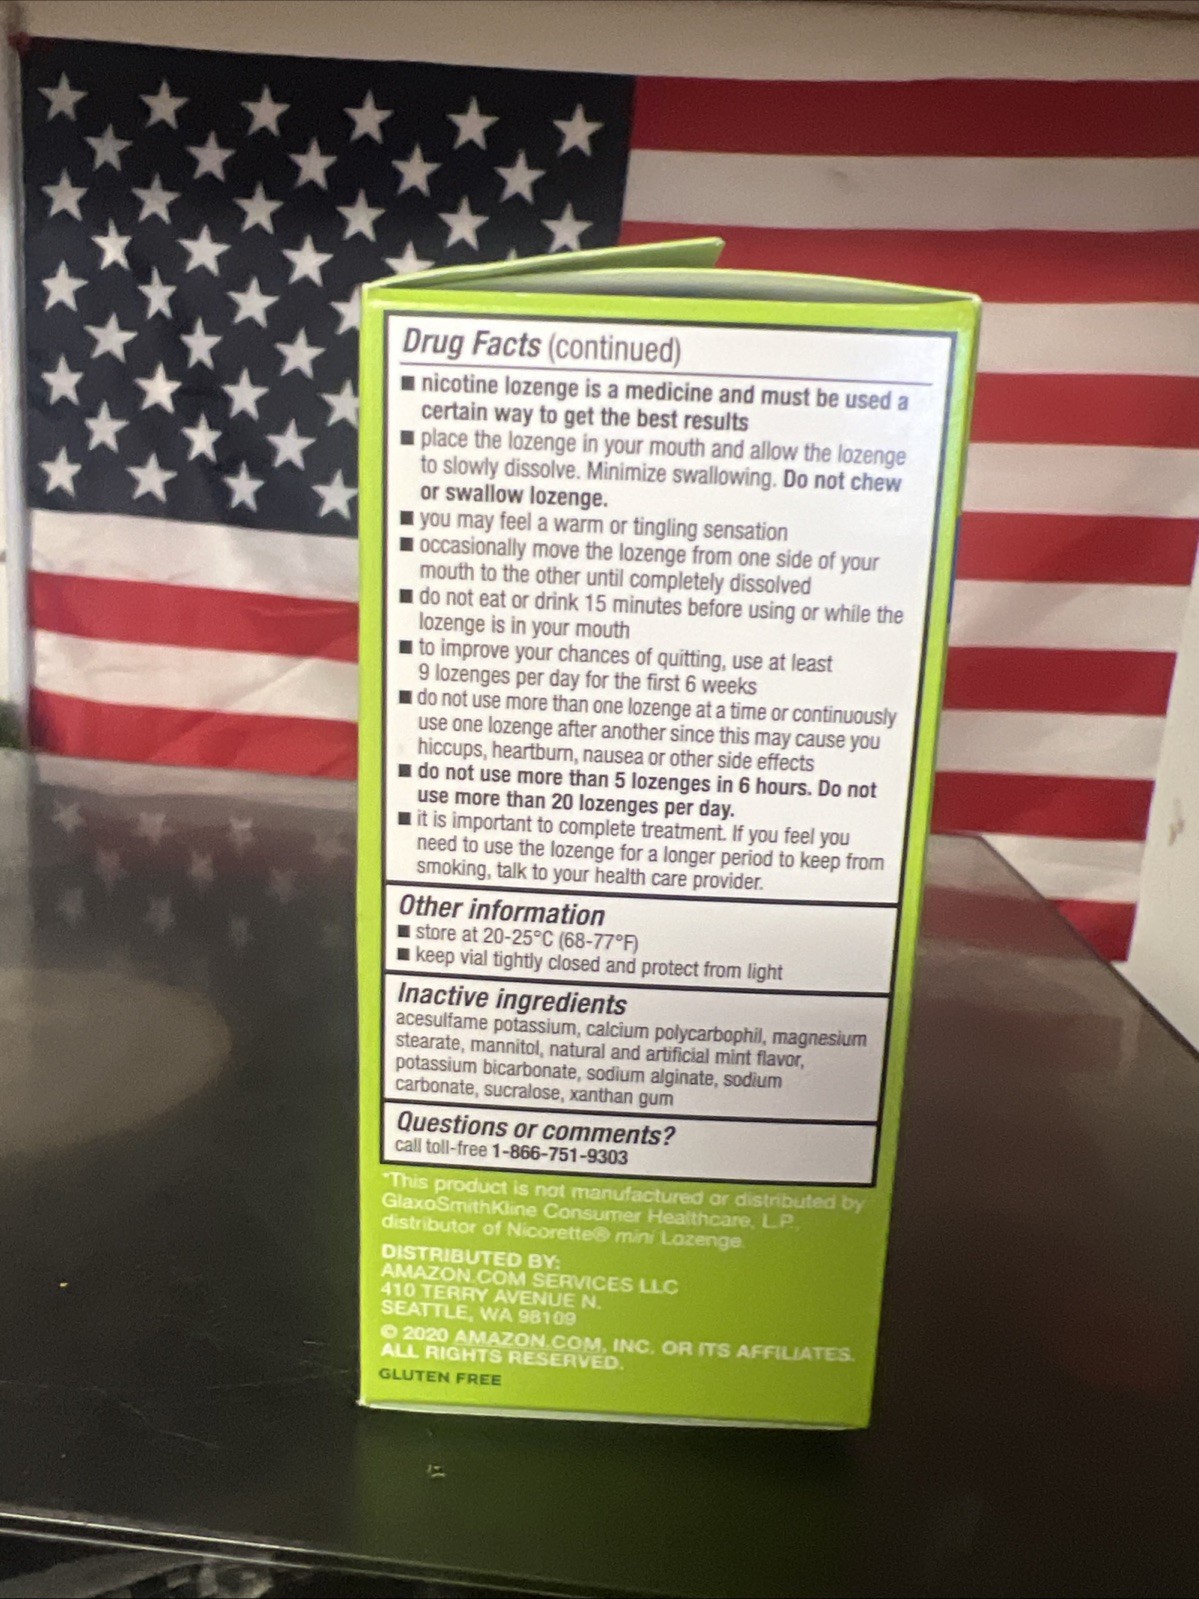 Drug Facts (continued)
■ nicotine lozenge is a medicine and must be used a
certain way to get the best results
■ place the lozenge in your mouth and allow the lozenge
to slowly dissolve. Minimize swallowing. Do not chew
or swallow lozenge.
■ you may feel a warm or tingling sensation
■ occasionally move the lozenge from one side of your
mouth to the other until completely dissolved
■ do not eat or drink 15 minutes before using or while the
lozenge is in your mouth
■ to improve your chances of quitting, use at least
9 lozenges per day for the first 6 weeks
■ do not use more than one lozenge at a time or continuously
use one lozenge after another since this may cause you
hiccups, heartburn, nausea or other side effects
■ do not use more than 5 lozenges in 6 hours. Do not
use more than 20 lozenges per day.
■ it is important to complete treatment. If you feel you
need to use the lozenge for a longer period to keep from
smoking, talk to your health care provider.
Other information
■ store at 20-25°C (68-77°F)
■ keep vial tightly closed and protect from light
Inactive ingredients
acesulfame potassium, calcium polycarbophil, magnesium
stearate, mannitol, natural and artificial mint flavor,
potassium bicarbonate, sodium alginate, sodium
carbonate, sucralose, xanthan gum
Questions or comments?
call toll-free 1-866-751-9303
*This product is not manufactured or distributed by
GlaxoSmithKline Consumer Healthcare, L.P.,
distributor of Nicorette® mini Lozenge.
DISTRIBUTED BY:
AMAZON.COM SERVICES LLC
410 TERRY AVENUE N.
SEATTLE, WA 98109
© 2020 AMAZON.COM, INC. OR ITS AFFILIATES.
ALL RIGHTS RESERVED.
GLUTEN FREE